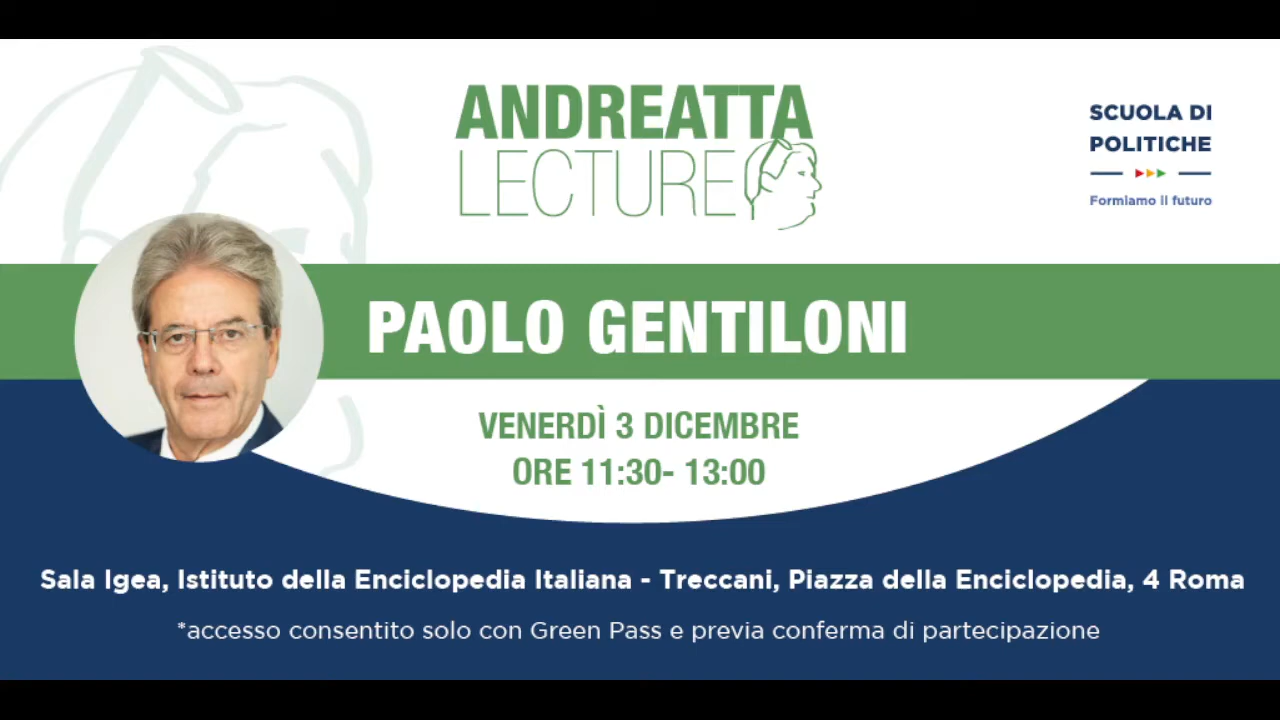 ANDREATTA
LECTURE
SCUOLA DI
POLITICHE
Formiamo il futuro
PAOLO GENTILONI
VENERDÌ 3 DICEMBRE
ORE 11:30- 13:00
Sala Igea, Istituto della Enciclopedia Italiana - Treccani, Piazza della Enciclopedia, 4 Roma
*accesso consentito solo con Green Pass e previa conferma di partecipazione